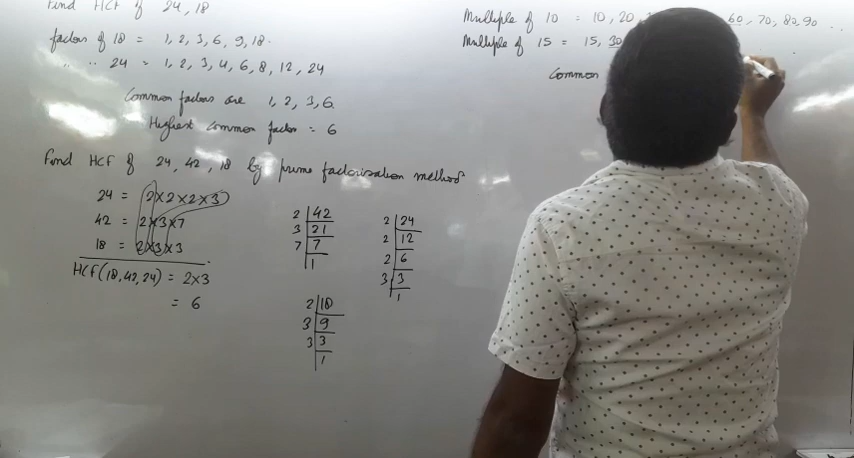 Find HCF of 24, 18
factors of 18 = 1, 2, 3, 6, 9, 18.
" " 24 = 1, 2, 3, 4, 6, 8, 12, 24
Common factors are 1, 2, 3, 6.
Highest common factor = 6
Find HCF of 24, 42, 18 by prime factorization method
24 = 2×2×2×3
42 = 2×3×7
18 = 2×3×3
HCF(18,42,24) = 2×3
= 6
2 | 42
3 | 21
7 | 7
1
2 | 24
2 | 12
2 | 6
3 | 3
1
2 | 18
3 | 9
3 | 3
1
Multiple of 10 = 10, 20, 60, 70, 80, 90 ...
Multiple of 15 = 15, 30
Common